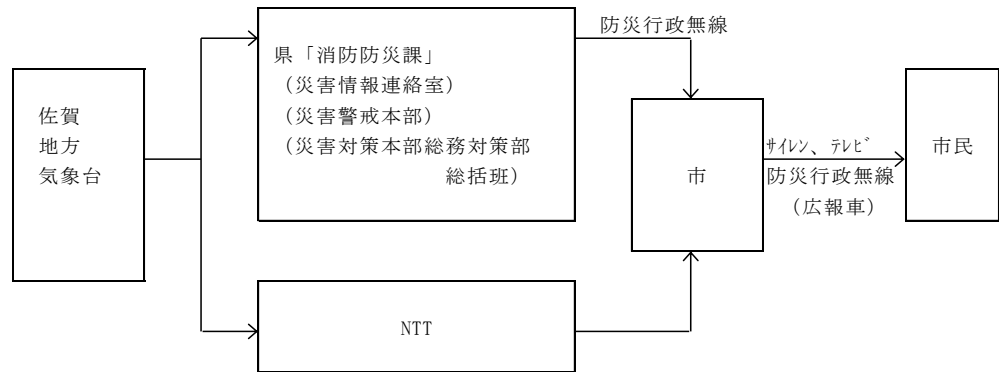 佐賀
地方
気象台
県「消防防災課」
（災害情報連絡室）
（災害警戒本部）
（災害対策本部総務対策部
総括班）
防災行政無線
NTT
市
ｻｲﾚﾝ、ﾃﾚﾋﾞ
防災行政無線
（広報車）
市民